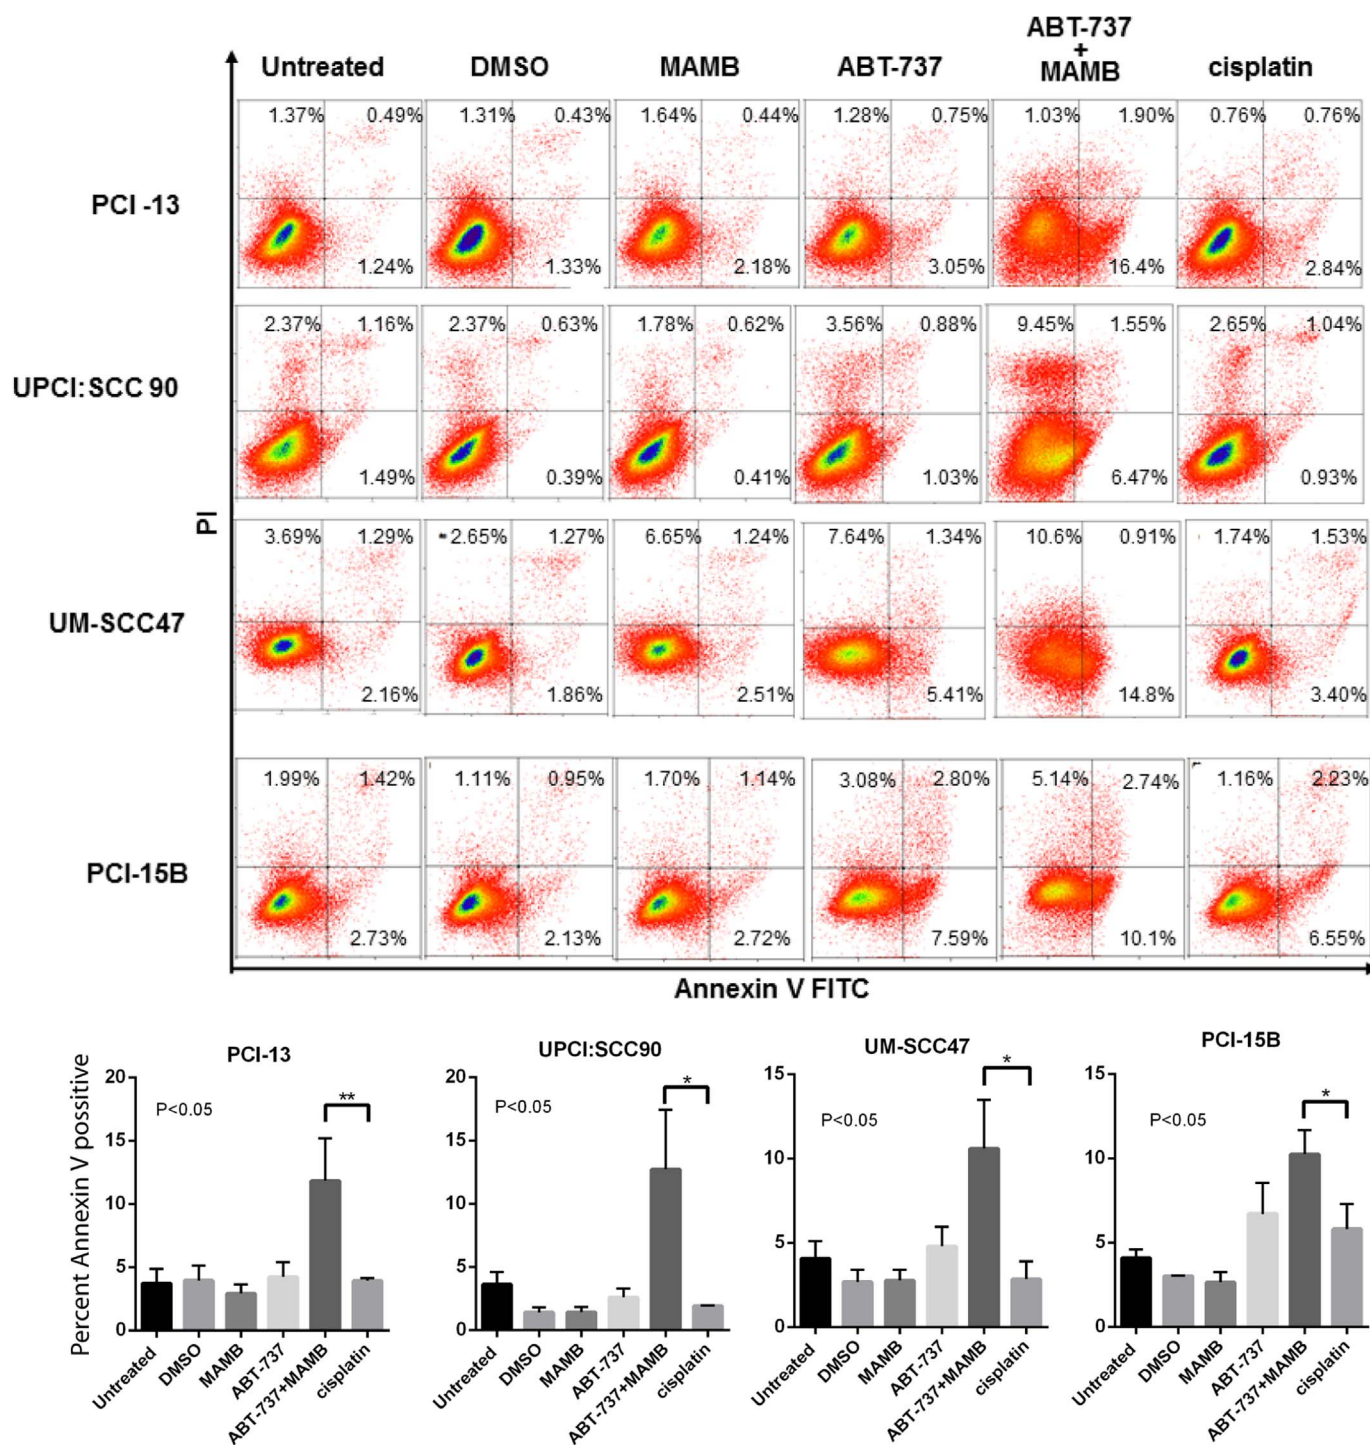 Untreated DMSO MAMB ABT-737 ABT-737 + MAMB cisplatin
PCI -13
1.37% 0.49% 1.31% 0.43% 1.64% 0.44% 1.28% 0.75% 1.03% 1.90% 0.76% 0.76%
1.24% 1.33% 2.18% 3.05% 16.4% 2.84%
UPCI: SCC 90
2.37% 1.16% 2.37% 0.63% 1.78% 0.62% 3.56% 0.88% 9.45% 1.55% 2.65% 1.04%
1.49% 0.39% 0.41% 1.03% 6.47% 0.93%
PI
UM-SCC47
3.69% 1.29% 2.65% 1.27% 6.65% 1.24% 7.64% 1.34% 10.6% 0.91% 1.74% 1.53%
2.16% 1.86% 2.51% 5.41% 14.8% 3.40%
PCI-15B
1.99% 1.42% 1.11% 0.95% 1.70% 1.14% 3.08% 2.80% 5.14% 2.74% 1.16% 2.23%
2.73% 2.13% 2.72% 7.59% 10.1% 6.55%
Annexin V FITC
Percent Annexin V possitive
PCI-13
P<0.05
**
20
15
10
5
0
Untreated
DMSO
MAMB
ABT-737
ABT-737+MAMB
cisplatin
UPCI:SCC90
P<0.05
*
20
15
10
5
0
Untreated
DMSO
MAMB
ABT-737
ABT-737+MAMB
cisplatin
UM-SCC47
P<0.05
*
15
10
5
0
Untreated
DMSO
MAMB
ABT-737
ABT-737+MAMB
cisplatin
PCI-15B
P<0.05
*
15
10
5
0
Untreated
DMSO
MAMB
ABT-737
ABT-737+MAMB
cisplatin